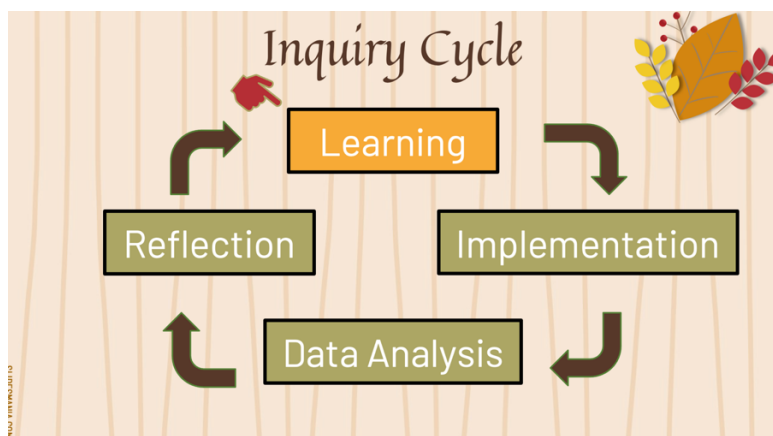 Inquiry Cycle
Learning
Reflection
Implementation
Data Analysis